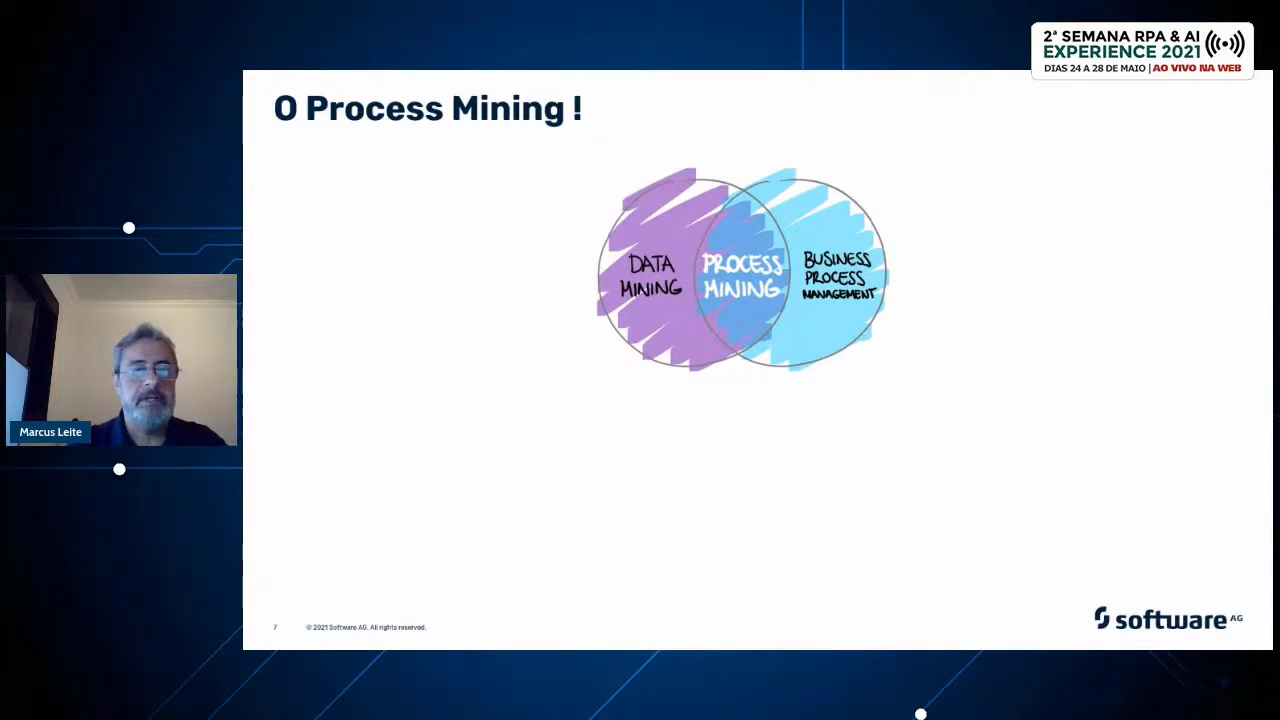 2ª SEMANA RPA & AI
EXPERIENCE 2021
DIAS 24 A 28 DE MAIO | AO VIVO NA WEB
O Process Mining !
DATA
MINING
PROCESS
MINING
BUSINESS
PROCESS
MANAGEMENT
Marcus Leite
7
© 2021 Software AG. All rights reserved.
software AG